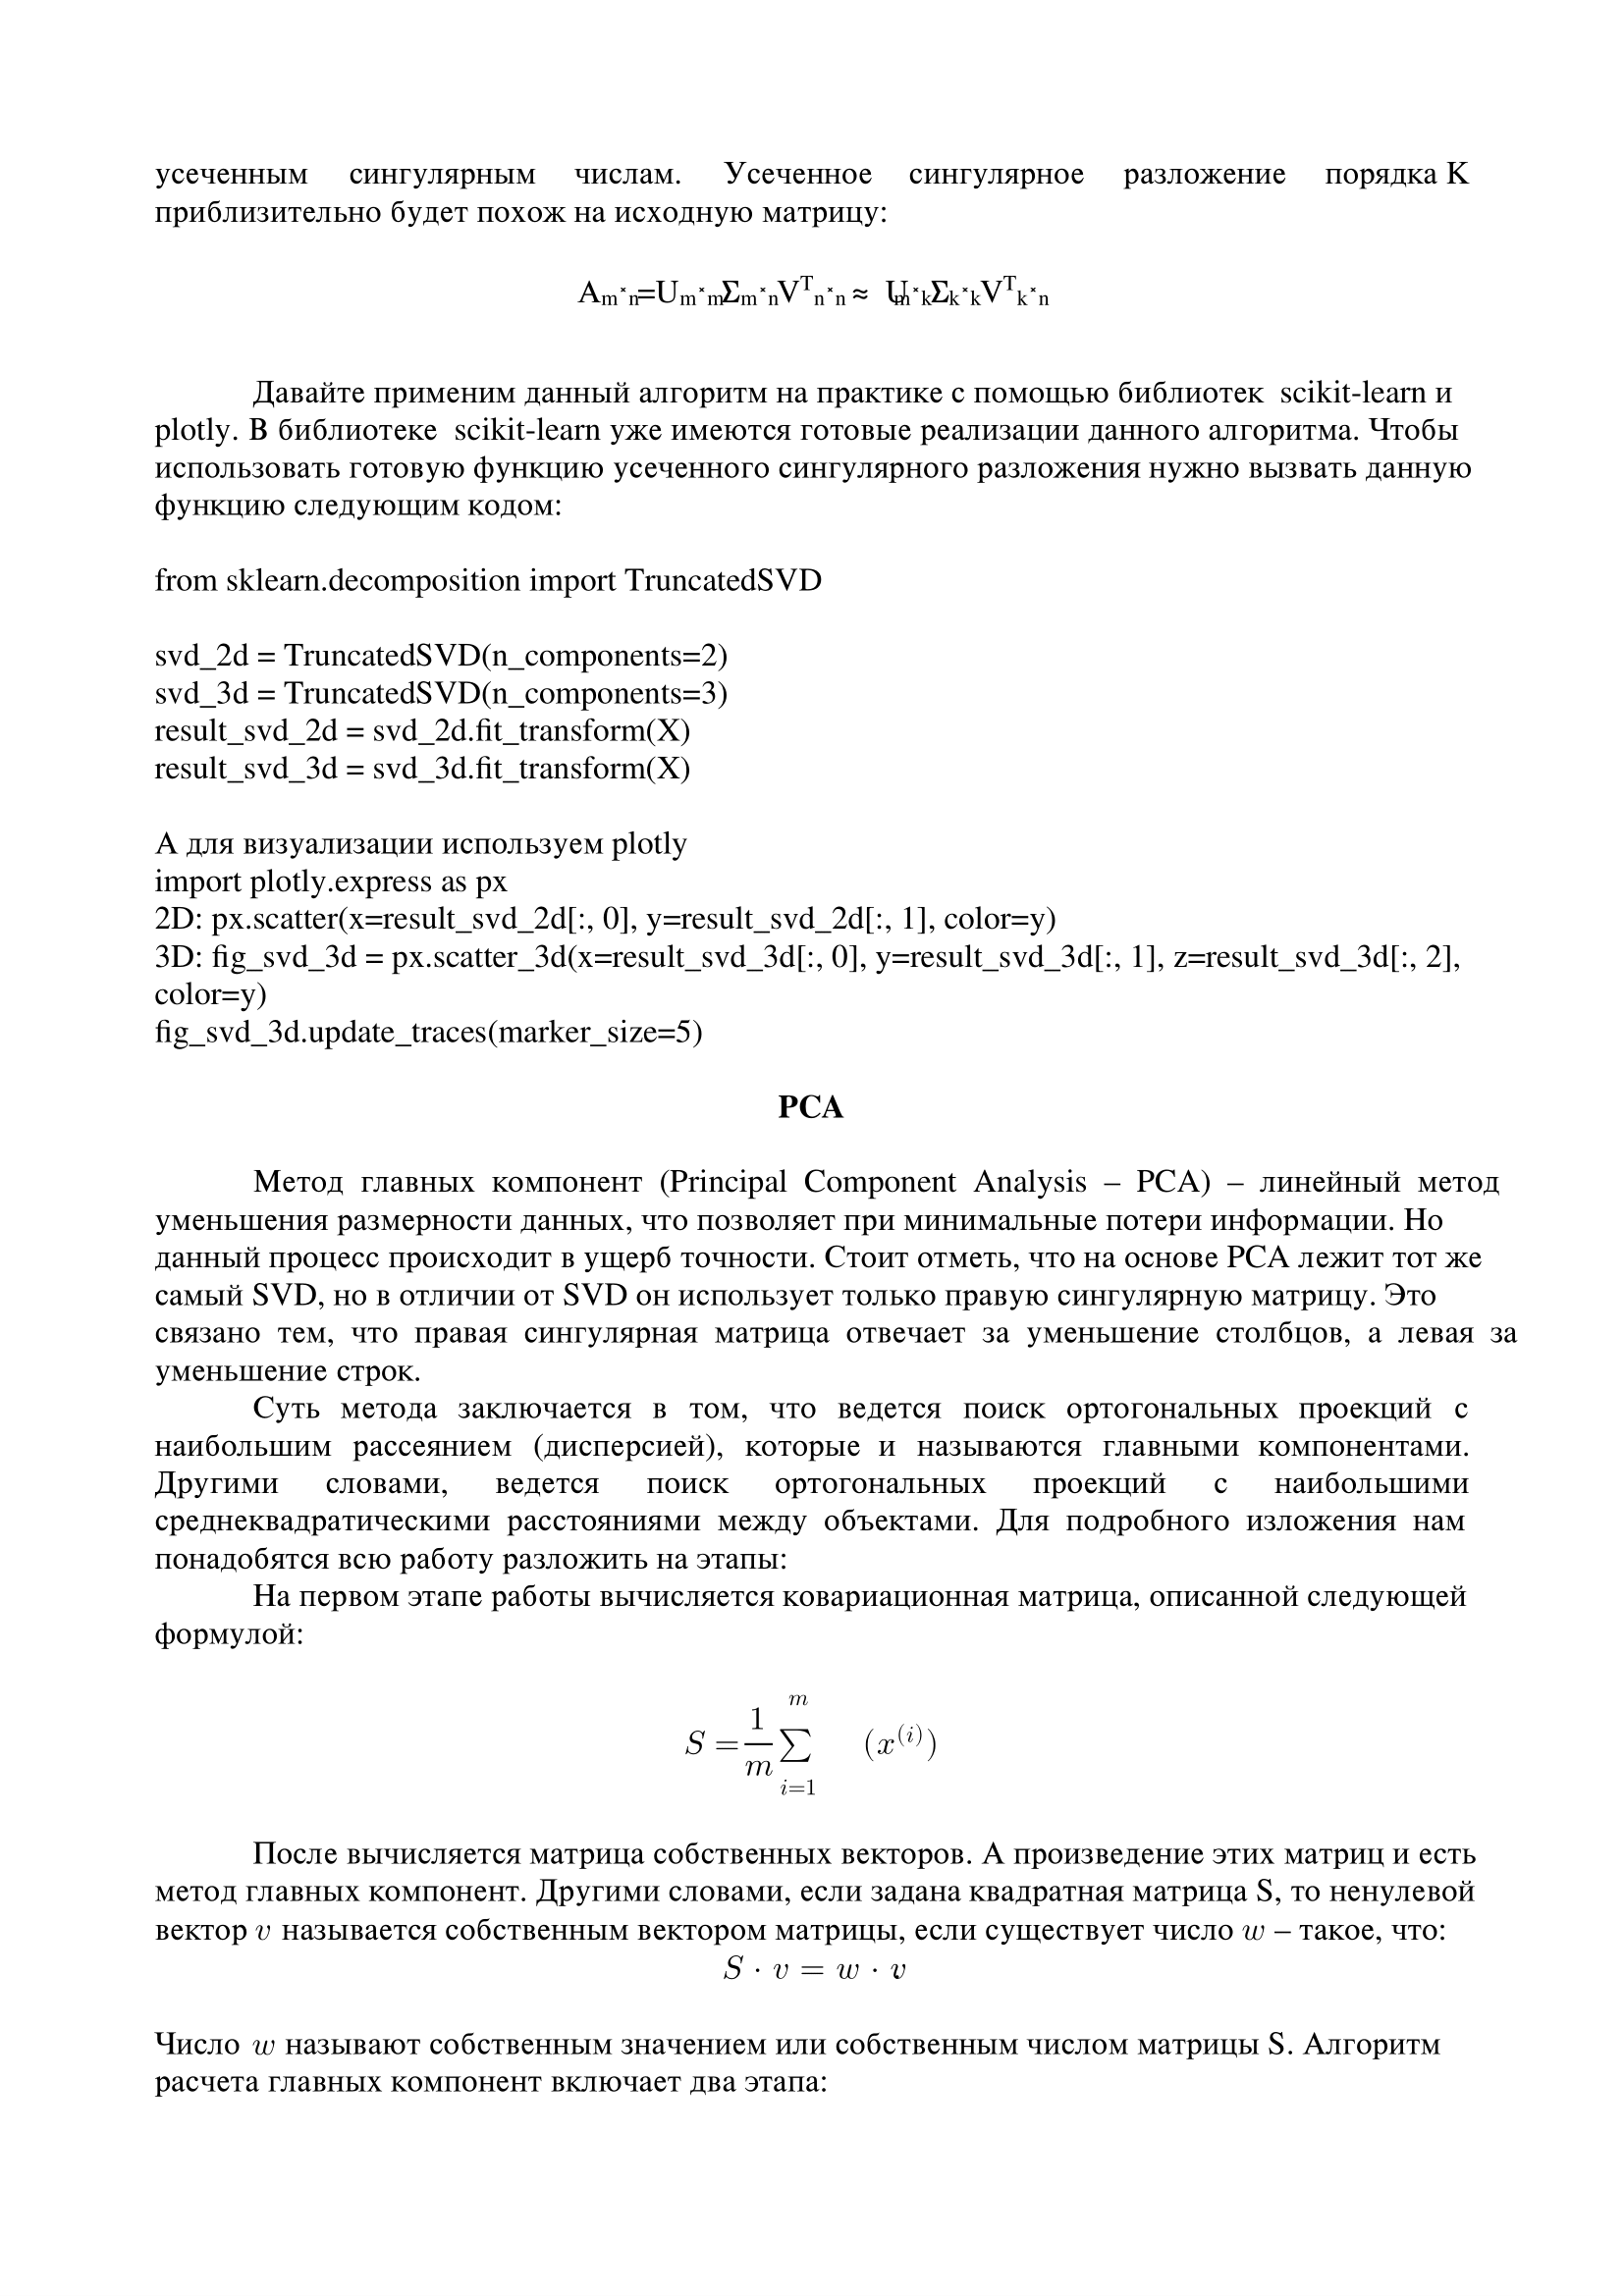 усеченным сингулярным числам. Усеченное сингулярное разложение порядка K
приблизительно будет похож на исходную матрицу:
Aₘ˟ₙ=Uₘ˟ₘΣₘ˟ₙVᵀₙ˟ₙ ≈ Uₘ˟ₖΣₖ˟ₖVᵀₖ˟ₙ
Давайте применим данный алгоритм на практике с помощью библиотек scikit-learn и
plotly. В библиотеке scikit-learn уже имеются готовые реализации данного алгоритма. Чтобы
использовать готовую функцию усеченного сингулярного разложения нужно вызвать данную
функцию следующим кодом:
from sklearn.decomposition import TruncatedSVD
svd_2d = TruncatedSVD(n_components=2)
svd_3d = TruncatedSVD(n_components=3)
result_svd_2d = svd_2d.fit_transform(X)
result_svd_3d = svd_3d.fit_transform(X)
А для визуализации используем plotly
import plotly.express as px
2D: px.scatter(x=result_svd_2d[:, 0], y=result_svd_2d[:, 1], color=y)
3D: fig_svd_3d = px.scatter_3d(x=result_svd_3d[:, 0], y=result_svd_3d[:, 1], z=result_svd_3d[:, 2],
color=y)
fig_svd_3d.update_traces(marker_size=5)
PCA
Метод главных компонент (Principal Component Analysis – PCA) – линейный метод
уменьшения размерности данных, что позволяет при минимальные потери информации. Но
данный процесс происходит в ущерб точности. Стоит отметь, что на основе PCA лежит тот же
самый SVD, но в отличии от SVD он использует только правую сингулярную матрицу. Это
связано тем, что правая сингулярная матрица отвечает за уменьшение столбцов, а левая за
уменьшение строк.
Суть метода заключается в том, что ведется поиск ортогональных проекций с
наибольшим рассеянием (дисперсией), которые и называются главными компонентами.
Другими словами, ведется поиск ортогональных проекций с наибольшими
среднеквадратическими расстояниями между объектами. Для подробного изложения нам
понадобятся всю работу разложить на этапы:
На первом этапе работы вычисляется ковариационная матрица, описанной следующей
формулой:
S = \frac{1}{m} \sum_{i=1}^{m} (x^{(i)})
После вычисляется матрица собственных векторов. А произведение этих матриц и есть
метод главных компонент. Другими словами, если задана квадратная матрица S, то ненулевой
вектор v называется собственным вектором матрицы, если существует число w – такое, что:
S · v = w · v
Число w называют собственным значением или собственным числом матрицы S. Алгоритм
расчета главных компонент включает два этапа: